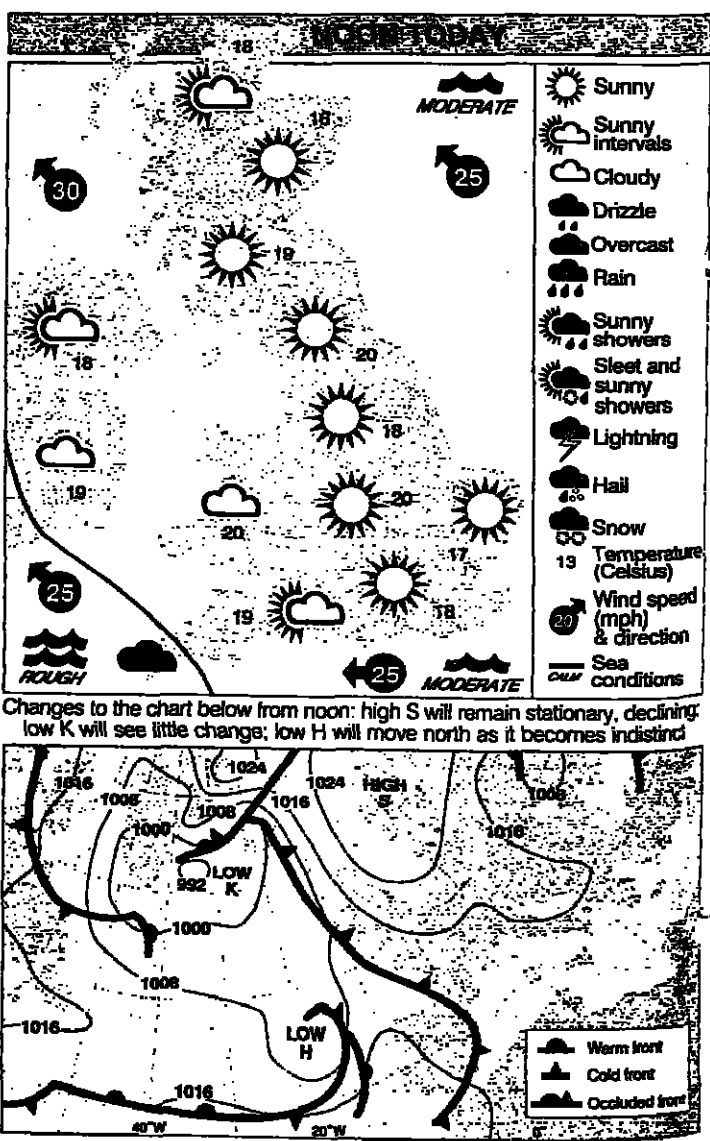 NOON TODAY
18
MODERATE
16
30
25
19
18
20
18
19
20
20
17
19
18
25
ROUGH
25
MODERATE
Sunny
Sunny
intervals
Cloudy
Drizzle
Overcast
Rain
Sunny
showers
Sleet and
sunny
showers
Lightning
Hail
Snow
13 Temperature
(Celsius)
20 Wind speed
(mph)
& direction
CALM Sea
conditions
Changes to the chart below from noon: high S will remain stationary, declining;
low K will see little change; low H will move north as it becomes indistinct
1016
1024
1024
HIGH
S
1008
1008
1008
1016
1016
1000
992
LOW
K
1000
1008
1016
LOW
H
1016
40°W
20°W
Warm front
Cold front
Occluded front